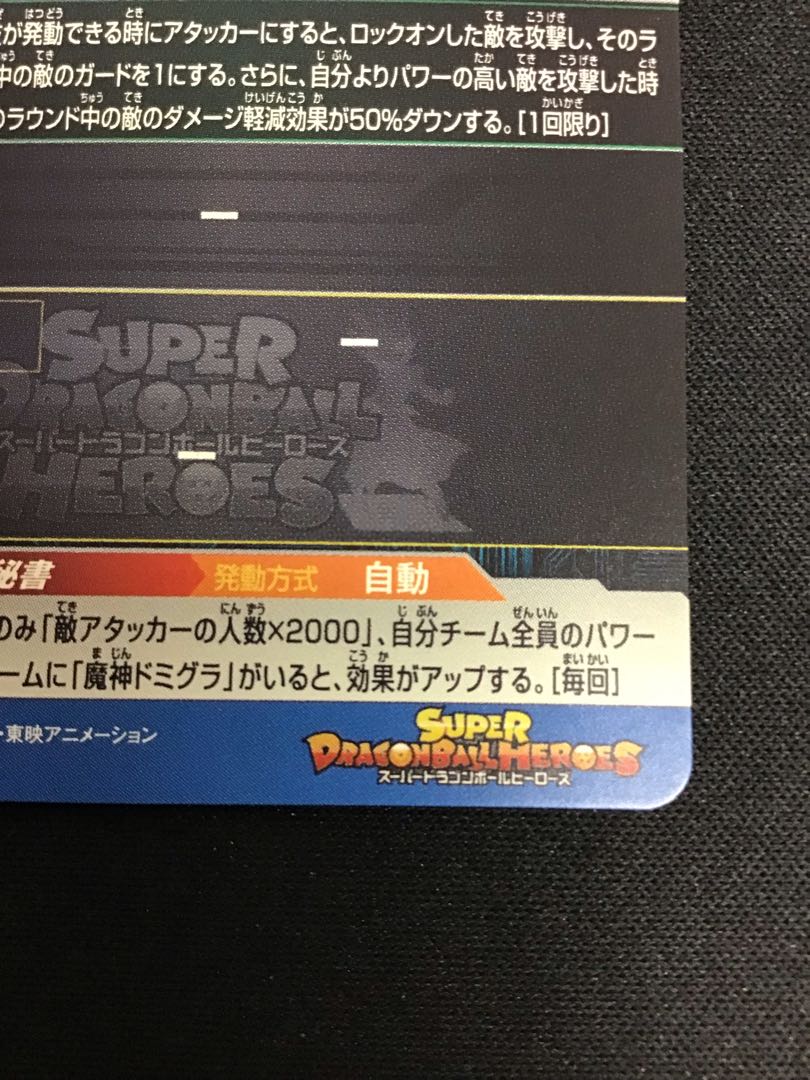 が発動できる時にアタッカーにすると、ロックオンした敵を攻撃し、そのラ
中の敵のガードを1にする。さらに、自分よりパワーの高い敵を攻撃した時
のラウンド中の敵のダメージ軽減効果が50%ダウンする。[1回限り]
SUPER
DRAGONBALL
スーパードラゴンボールヒーローズ
HEROES
秘書 発動方式 自動
のみ「敵アタッカーの人数×2000」、自分チーム全員のパワー
ームに「魔神ドミグラ」がいると、効果がアップする。[毎回]
・東映アニメーション
SUPER
DRAGONBALL HEROES
スーパードラゴンボールヒーローズ